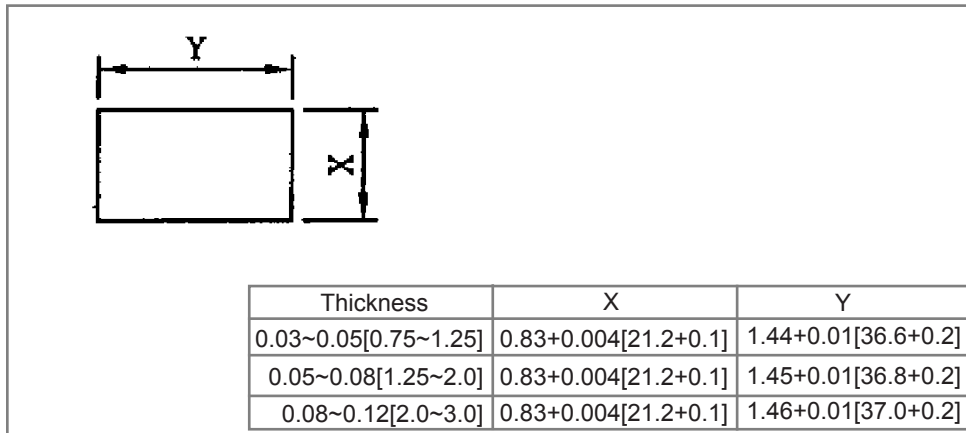 Y
X
Thickness X Y
0.03~0.05[0.75~1.25] 0.83+0.004[21.2+0.1] 1.44+0.01[36.6+0.2]
0.05~0.08[1.25~2.0] 0.83+0.004[21.2+0.1] 1.45+0.01[36.8+0.2]
0.08~0.12[2.0~3.0] 0.83+0.004[21.2+0.1] 1.46+0.01[37.0+0.2]